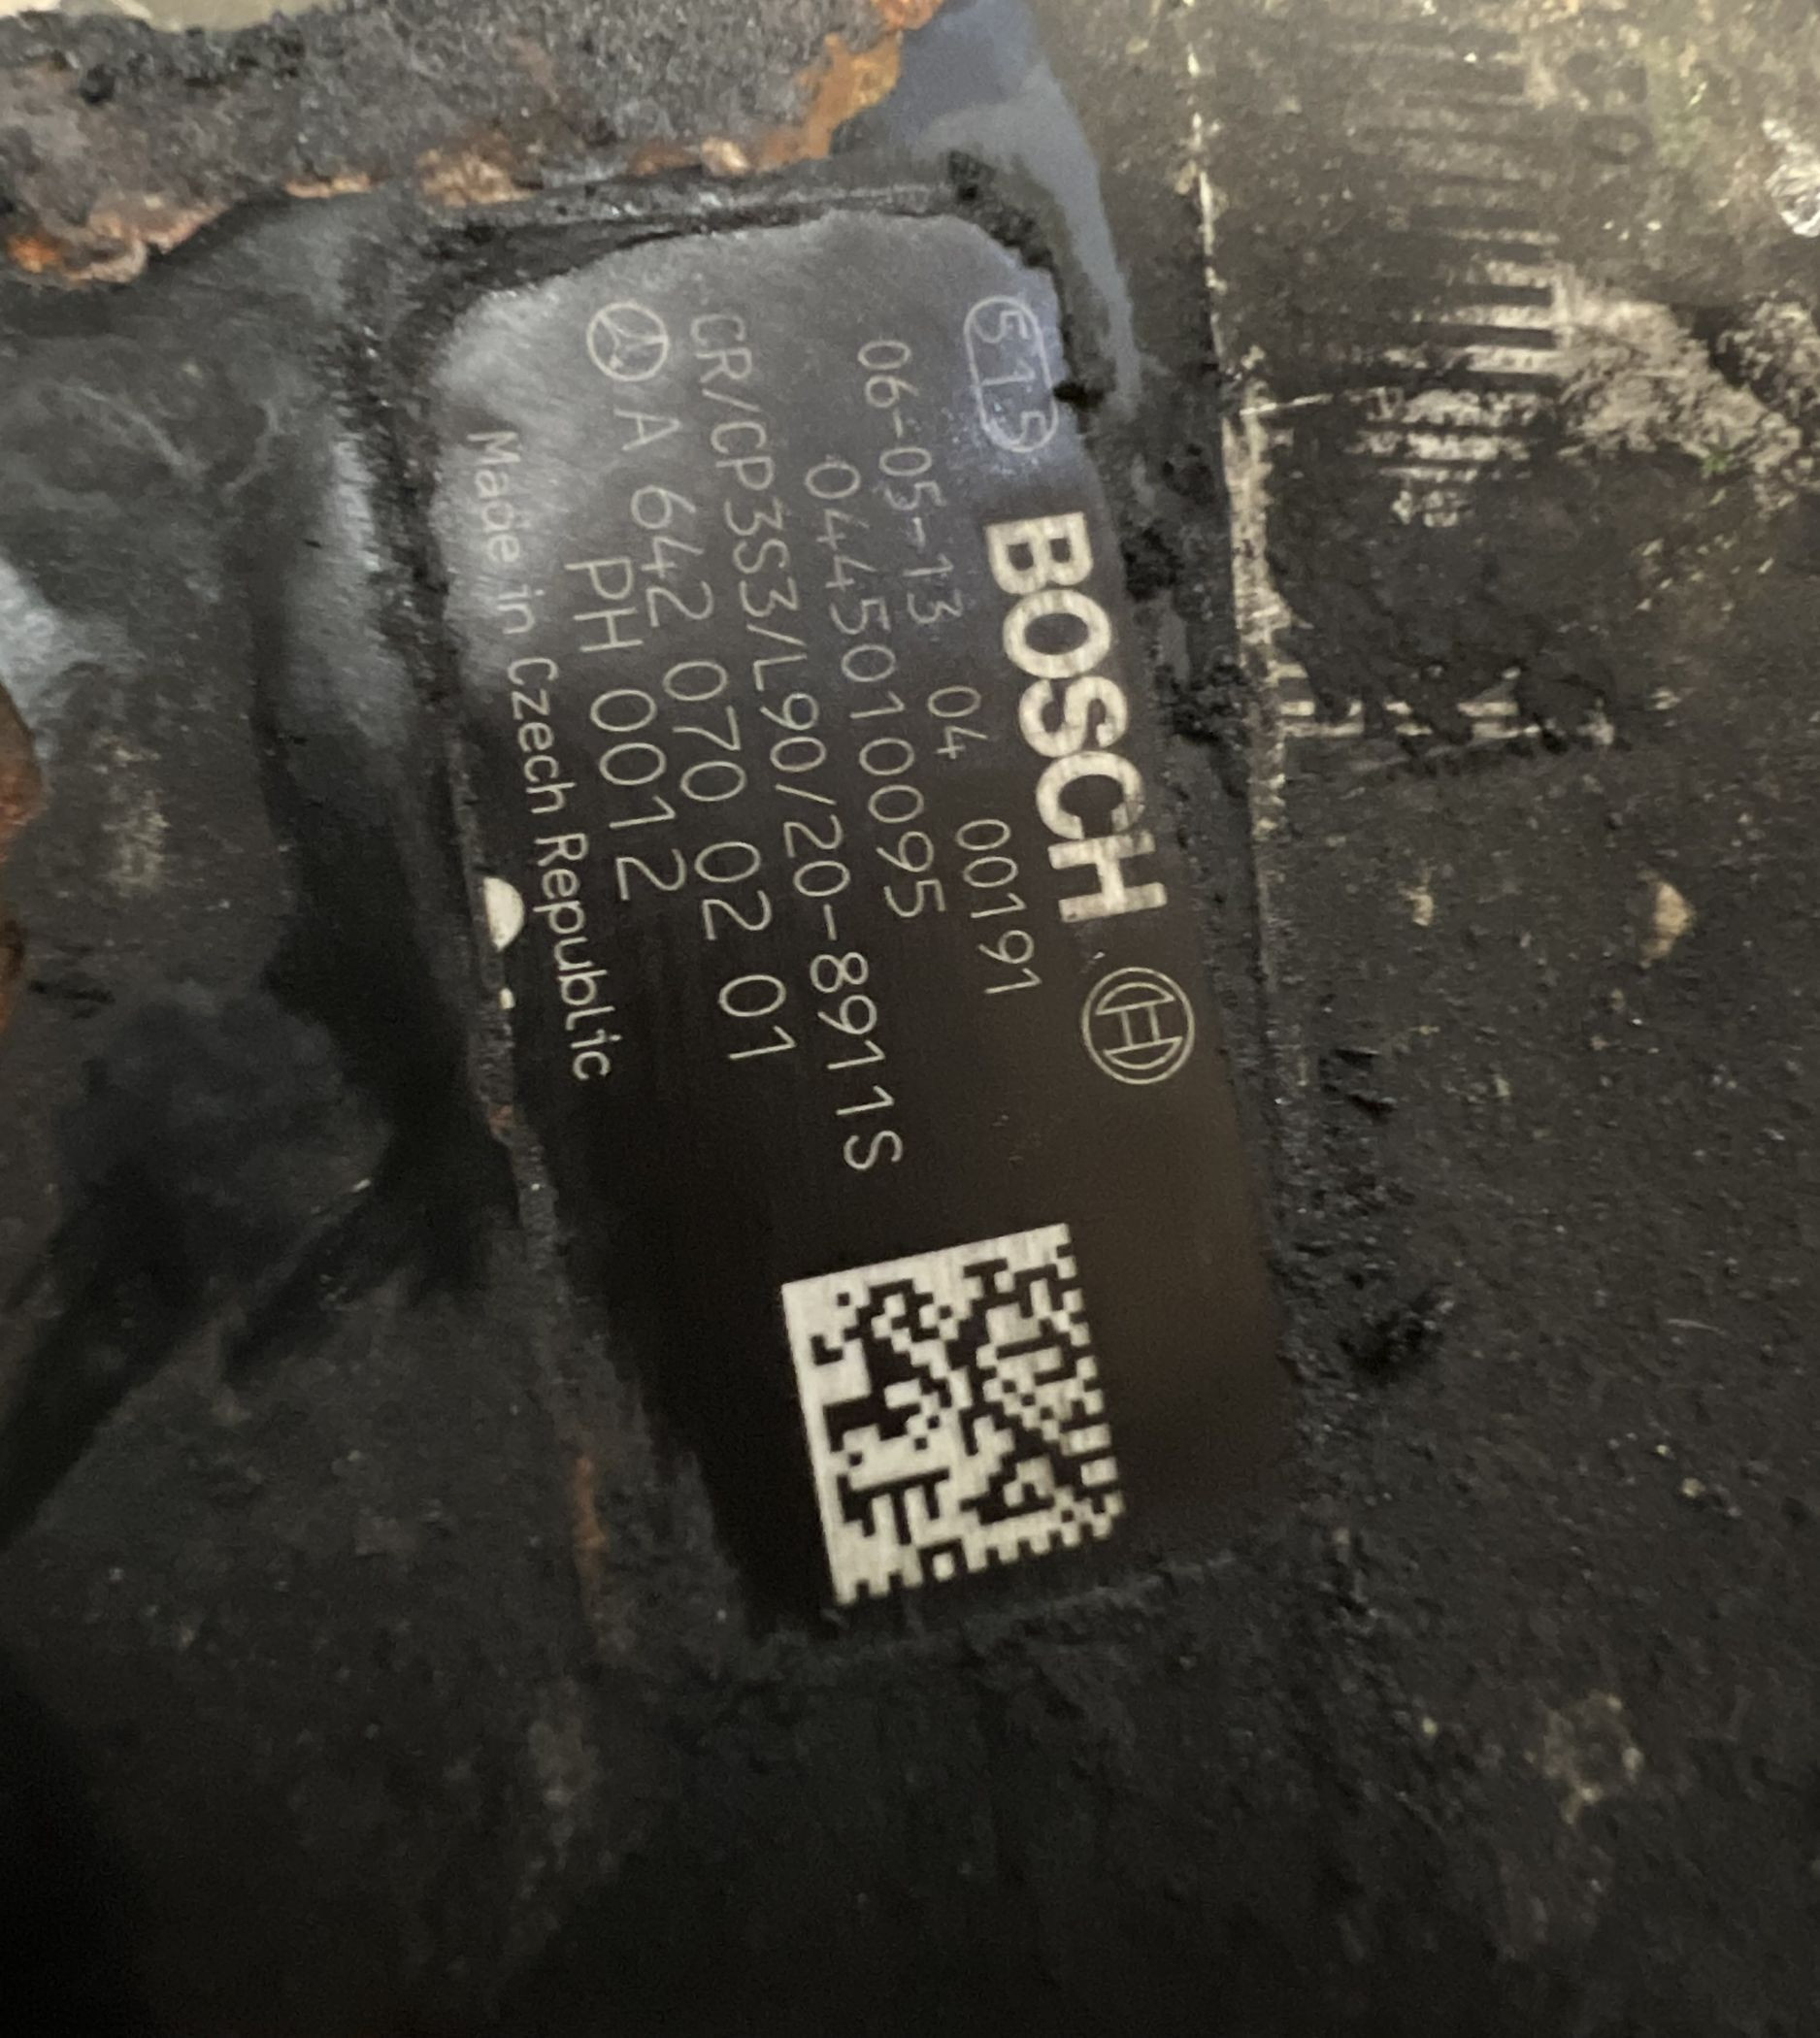 515 BOSCH
06-05-13 04 00191
0445010095
CR/CP3S3/L90/20-8911S
A 642 070 02 01
PH 0012
Made in Czech Republic